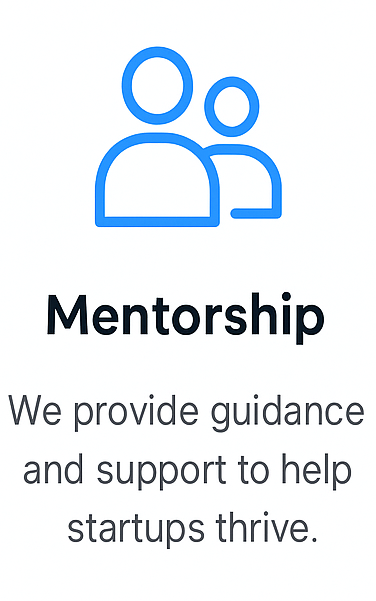 Mentorship
We provide guidance
and support to help
startups thrive.